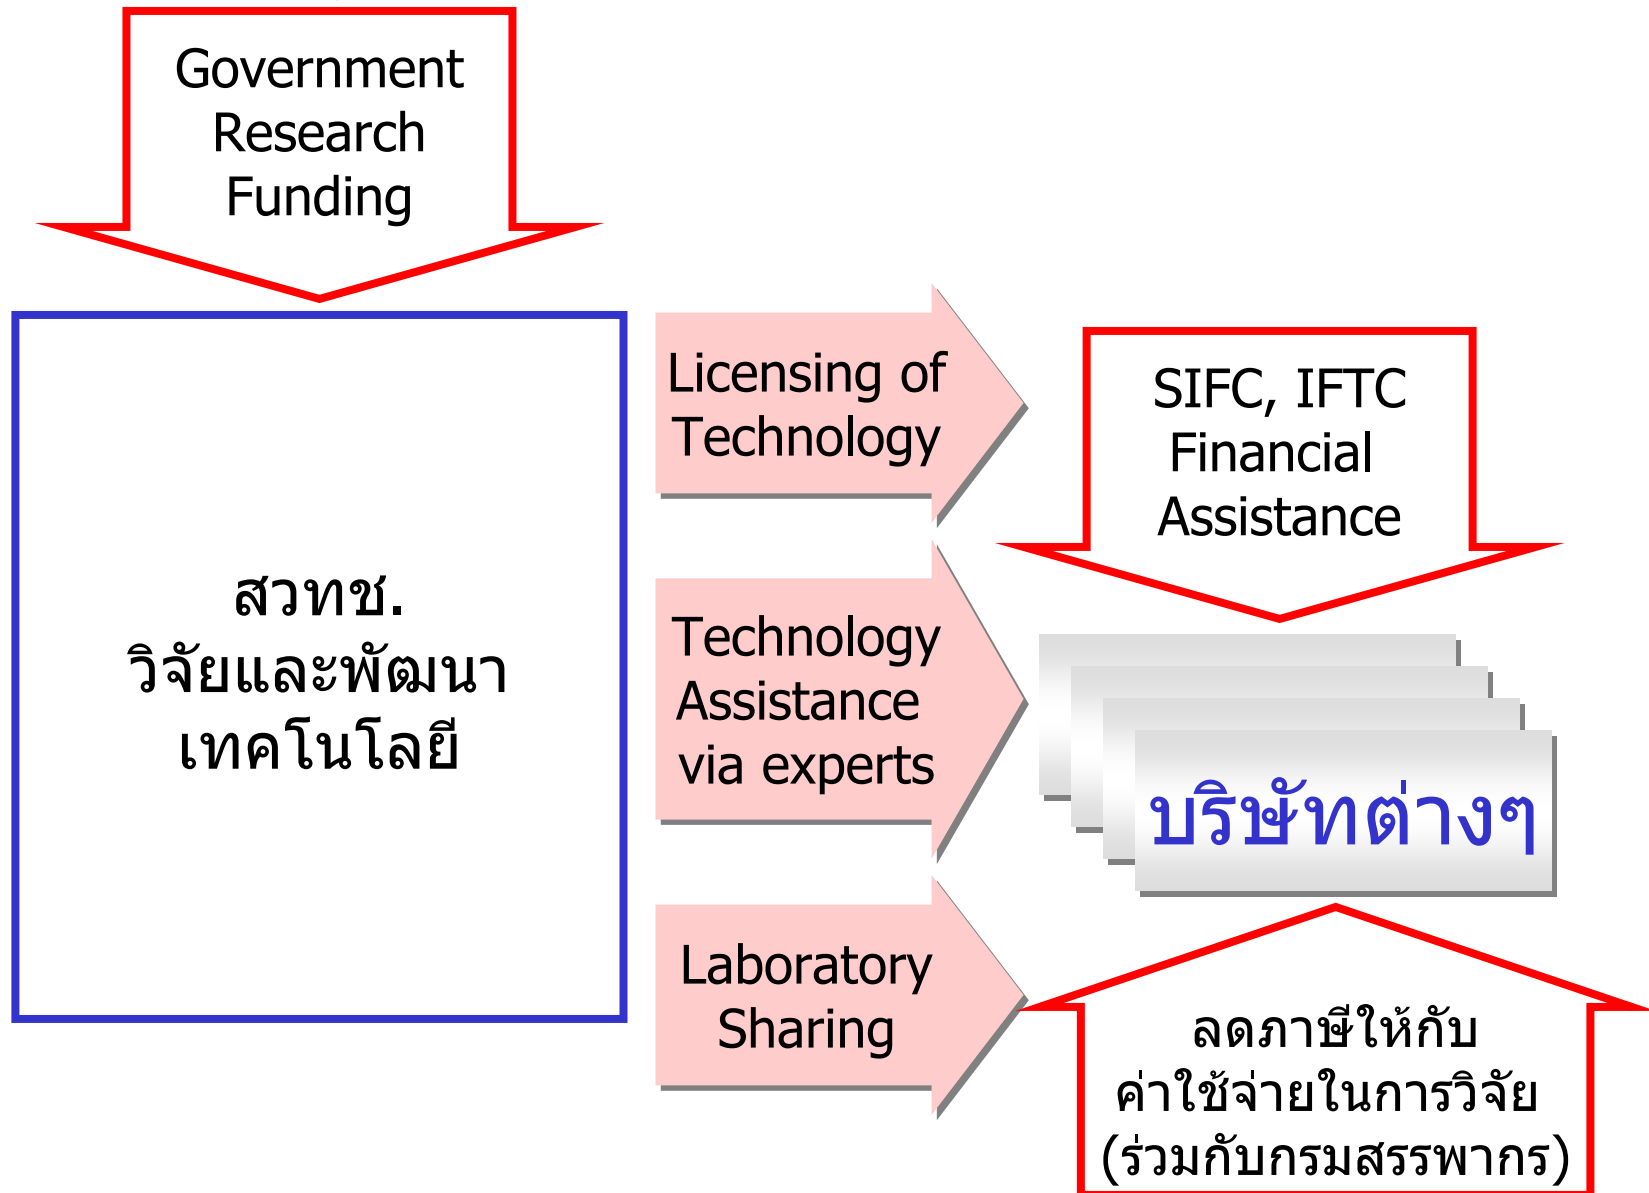 Government
Research
Funding
สวทช.
วิจัยและพัฒนา
เทคโนโลยี
Licensing of
Technology
Technology
Assistance
via experts
Laboratory
Sharing
SIFC, IFTC
Financial
Assistance
บริษัทต่างๆ
ลดภาษีให้กับ
ค่าใช้จ่ายในการวิจัย
(ร่วมกับกรมสรรพากร)